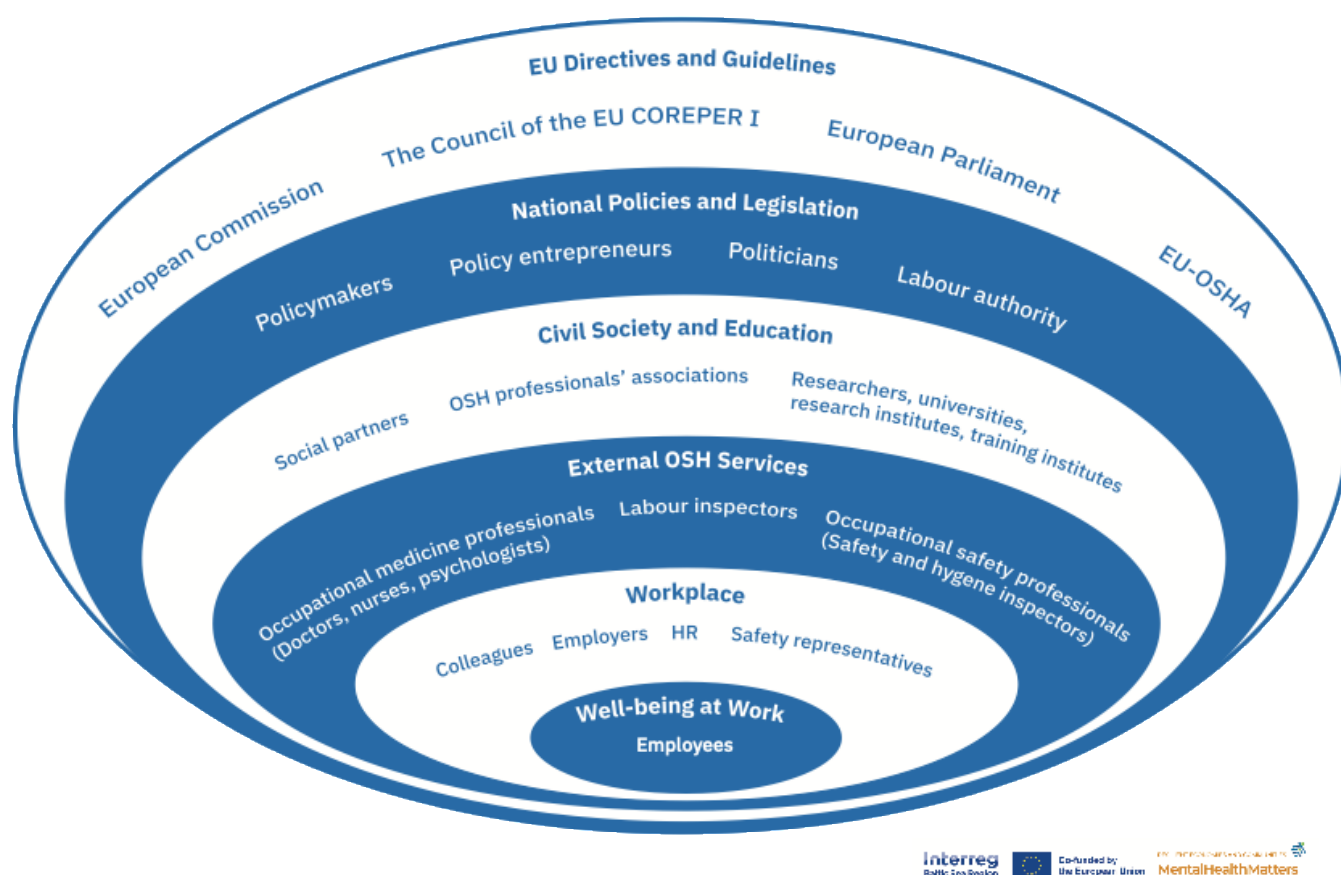 EU Directives and Guidelines
European Commission
The Council of the EU COREPER I
European Parliament
EU-OSHA
National Policies and Legislation
Policymakers
Policy entrepreneurs
Politicians
Labour authority
Civil Society and Education
Social partners
OSH professionals’ associations
Researchers, universities,
research institutes, training institutes
External OSH Services
Occupational medicine professionals
(Doctors, nurses, psychologists)
Labour inspectors
Occupational safety professionals
(Safety and hygene inspectors)
Workplace
Colleagues
Employers
HR
Safety representatives
Well-being at Work
Employees
Interreg
Baltic Sea Region
Co-funded by
the European Union
MentalHealthMatters